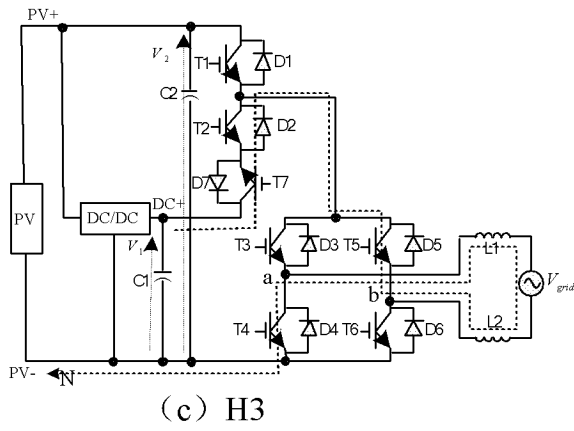 PV+
V2
T1
D1
C2
T2
D2
D7
T7
PV
DC/DC
DC+
V1
C1
T3
D3
T5
D5
L1
a
b
Vgrid
T4
D4
T6
D6
L2
PV-
N
(c) H3